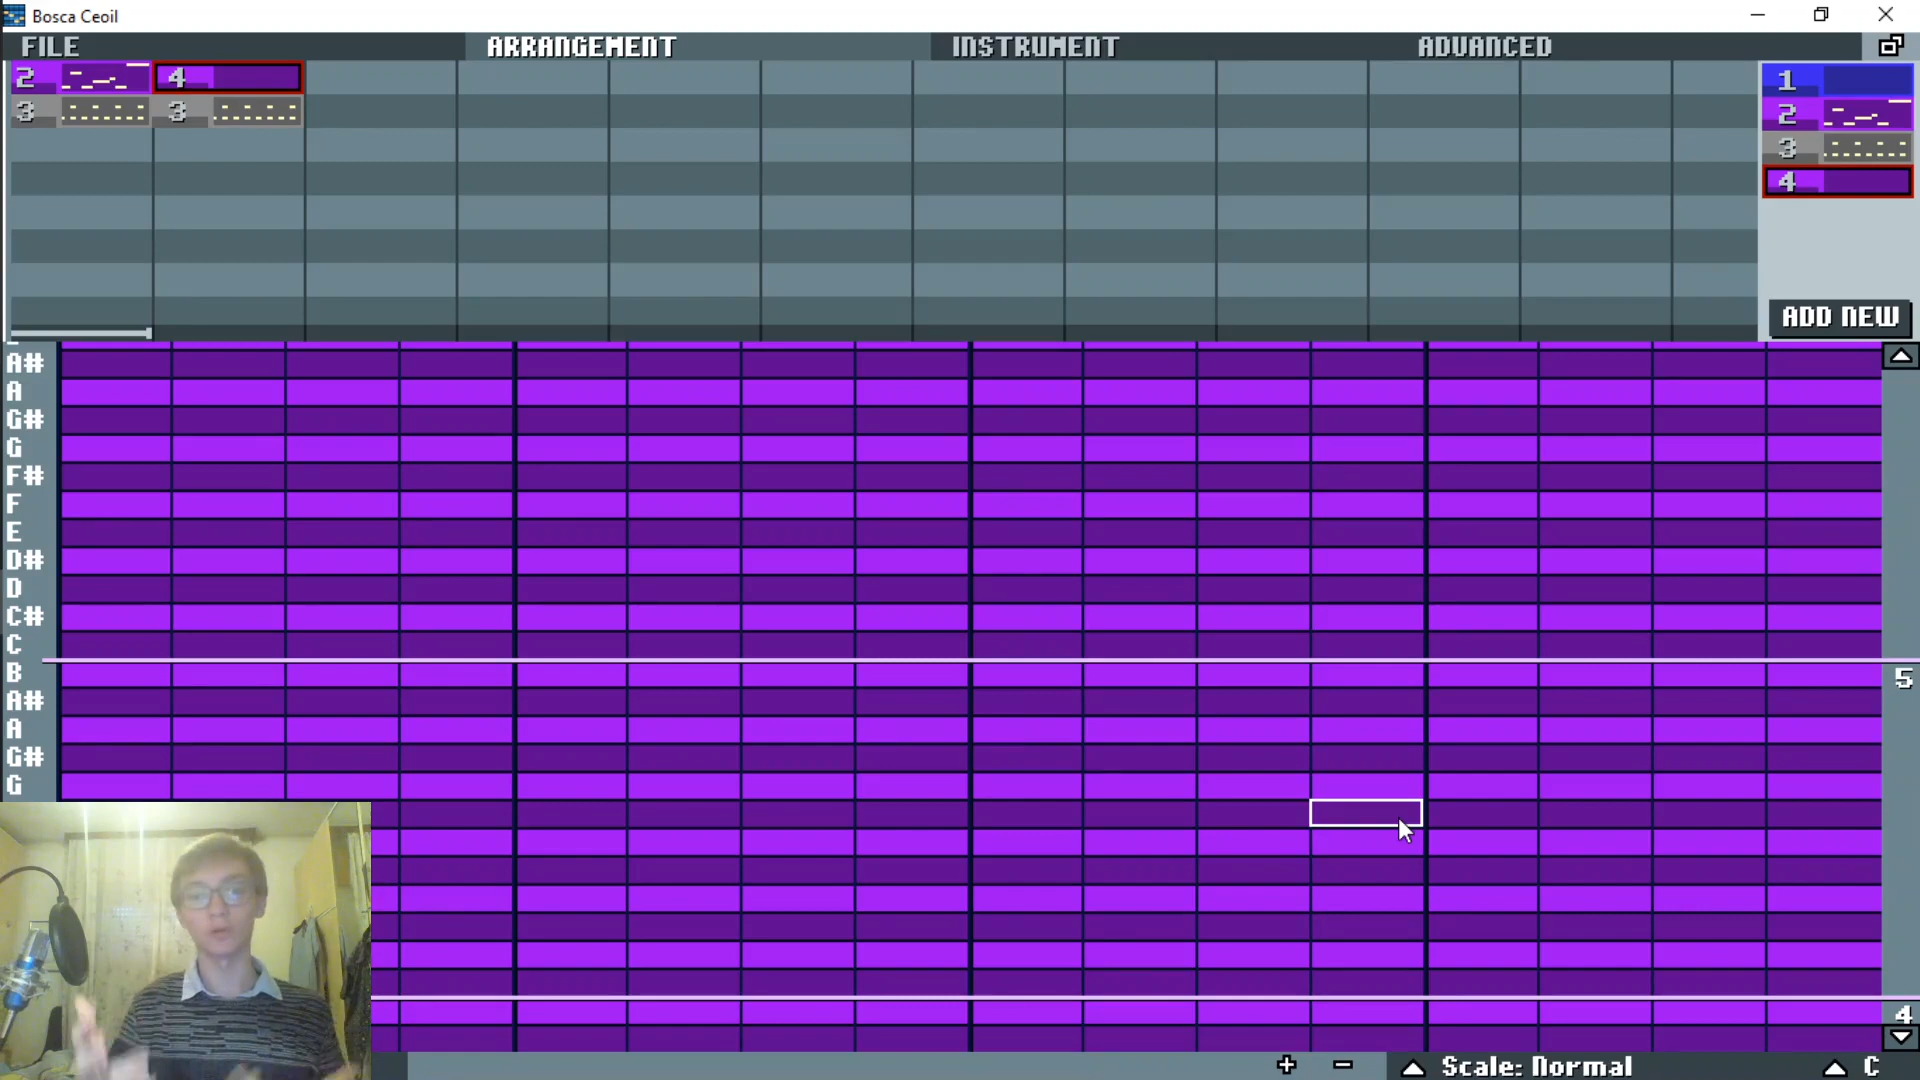 Bosca Ceoil
FILE ARRANGEMENT INSTRUMENT ADVANCED
2 4
3 3
1
2
3
4
ADD NEW
A#
A
G#
G
F#
F
E
D#
D
C#
C
B 5
A#
A
G#
G
4
+ - Scale: Normal C